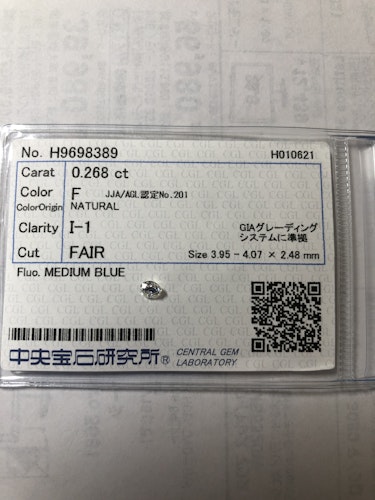 No. H9698389 H010621
Carat 0.268 ct
Color F JJA/AGL認定No.201
ColorOrigin NATURAL
Clarity I-1 GIAグレーディング
システムに準拠
Cut FAIR Size 3.95 - 4.07 × 2.48 mm
Fluo. MEDIUM BLUE
中央宝石研究所® CENTRAL GEM
LABORATORY